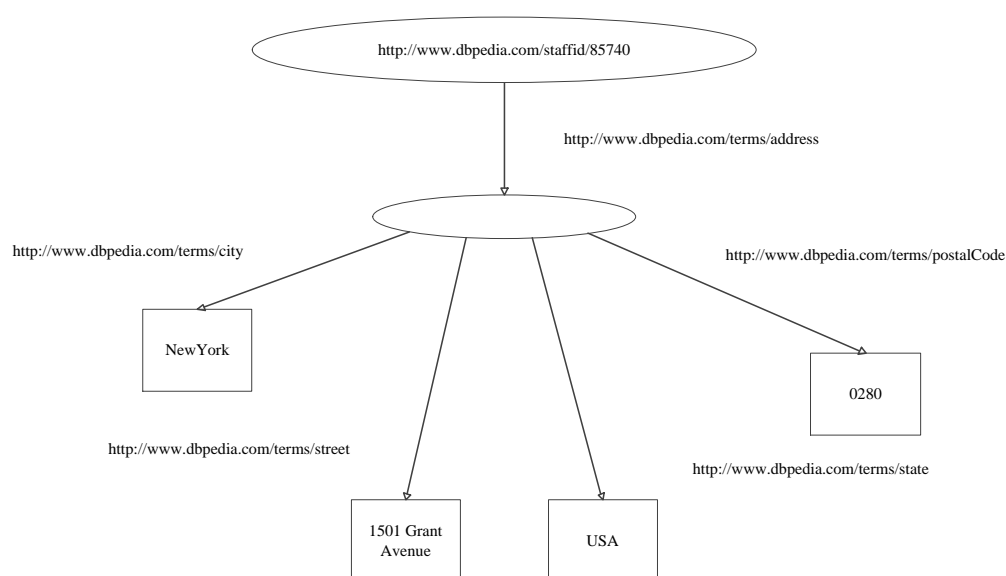 http://www.dbpedia.com/staffid/85740
http://www.dbpedia.com/terms/address
http://www.dbpedia.com/terms/city
http://www.dbpedia.com/terms/postalCode
NewYork
0280
http://www.dbpedia.com/terms/street
http://www.dbpedia.com/terms/state
1501 Grant
Avenue
USA